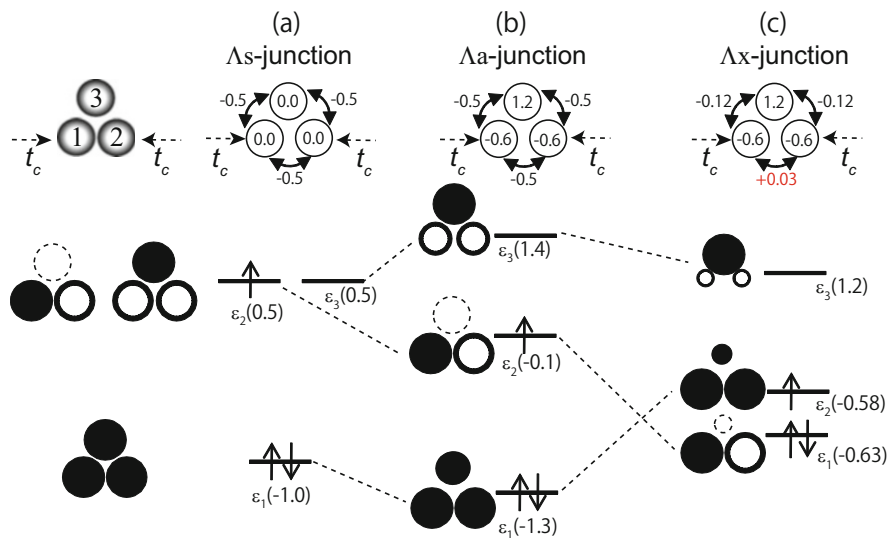 (a) (b) (c)
Λs-junction Λa-junction Λx-junction
3
1 2
t_c t_c
0.0
0.0 0.0
-0.5 -0.5
-0.5
t_c t_c
1.2
-0.6 -0.6
-0.5 -0.5
-0.5
t_c t_c
1.2
-0.6 -0.6
-0.12 -0.12
+0.03
t_c t_c
ε₂(0.5) ε₃(0.5)
ε₁(-1.0)
ε₃(1.4)
ε₂(-0.1)
ε₁(-1.3)
ε₃(1.2)
ε₂(-0.58)
ε₁(-0.63)